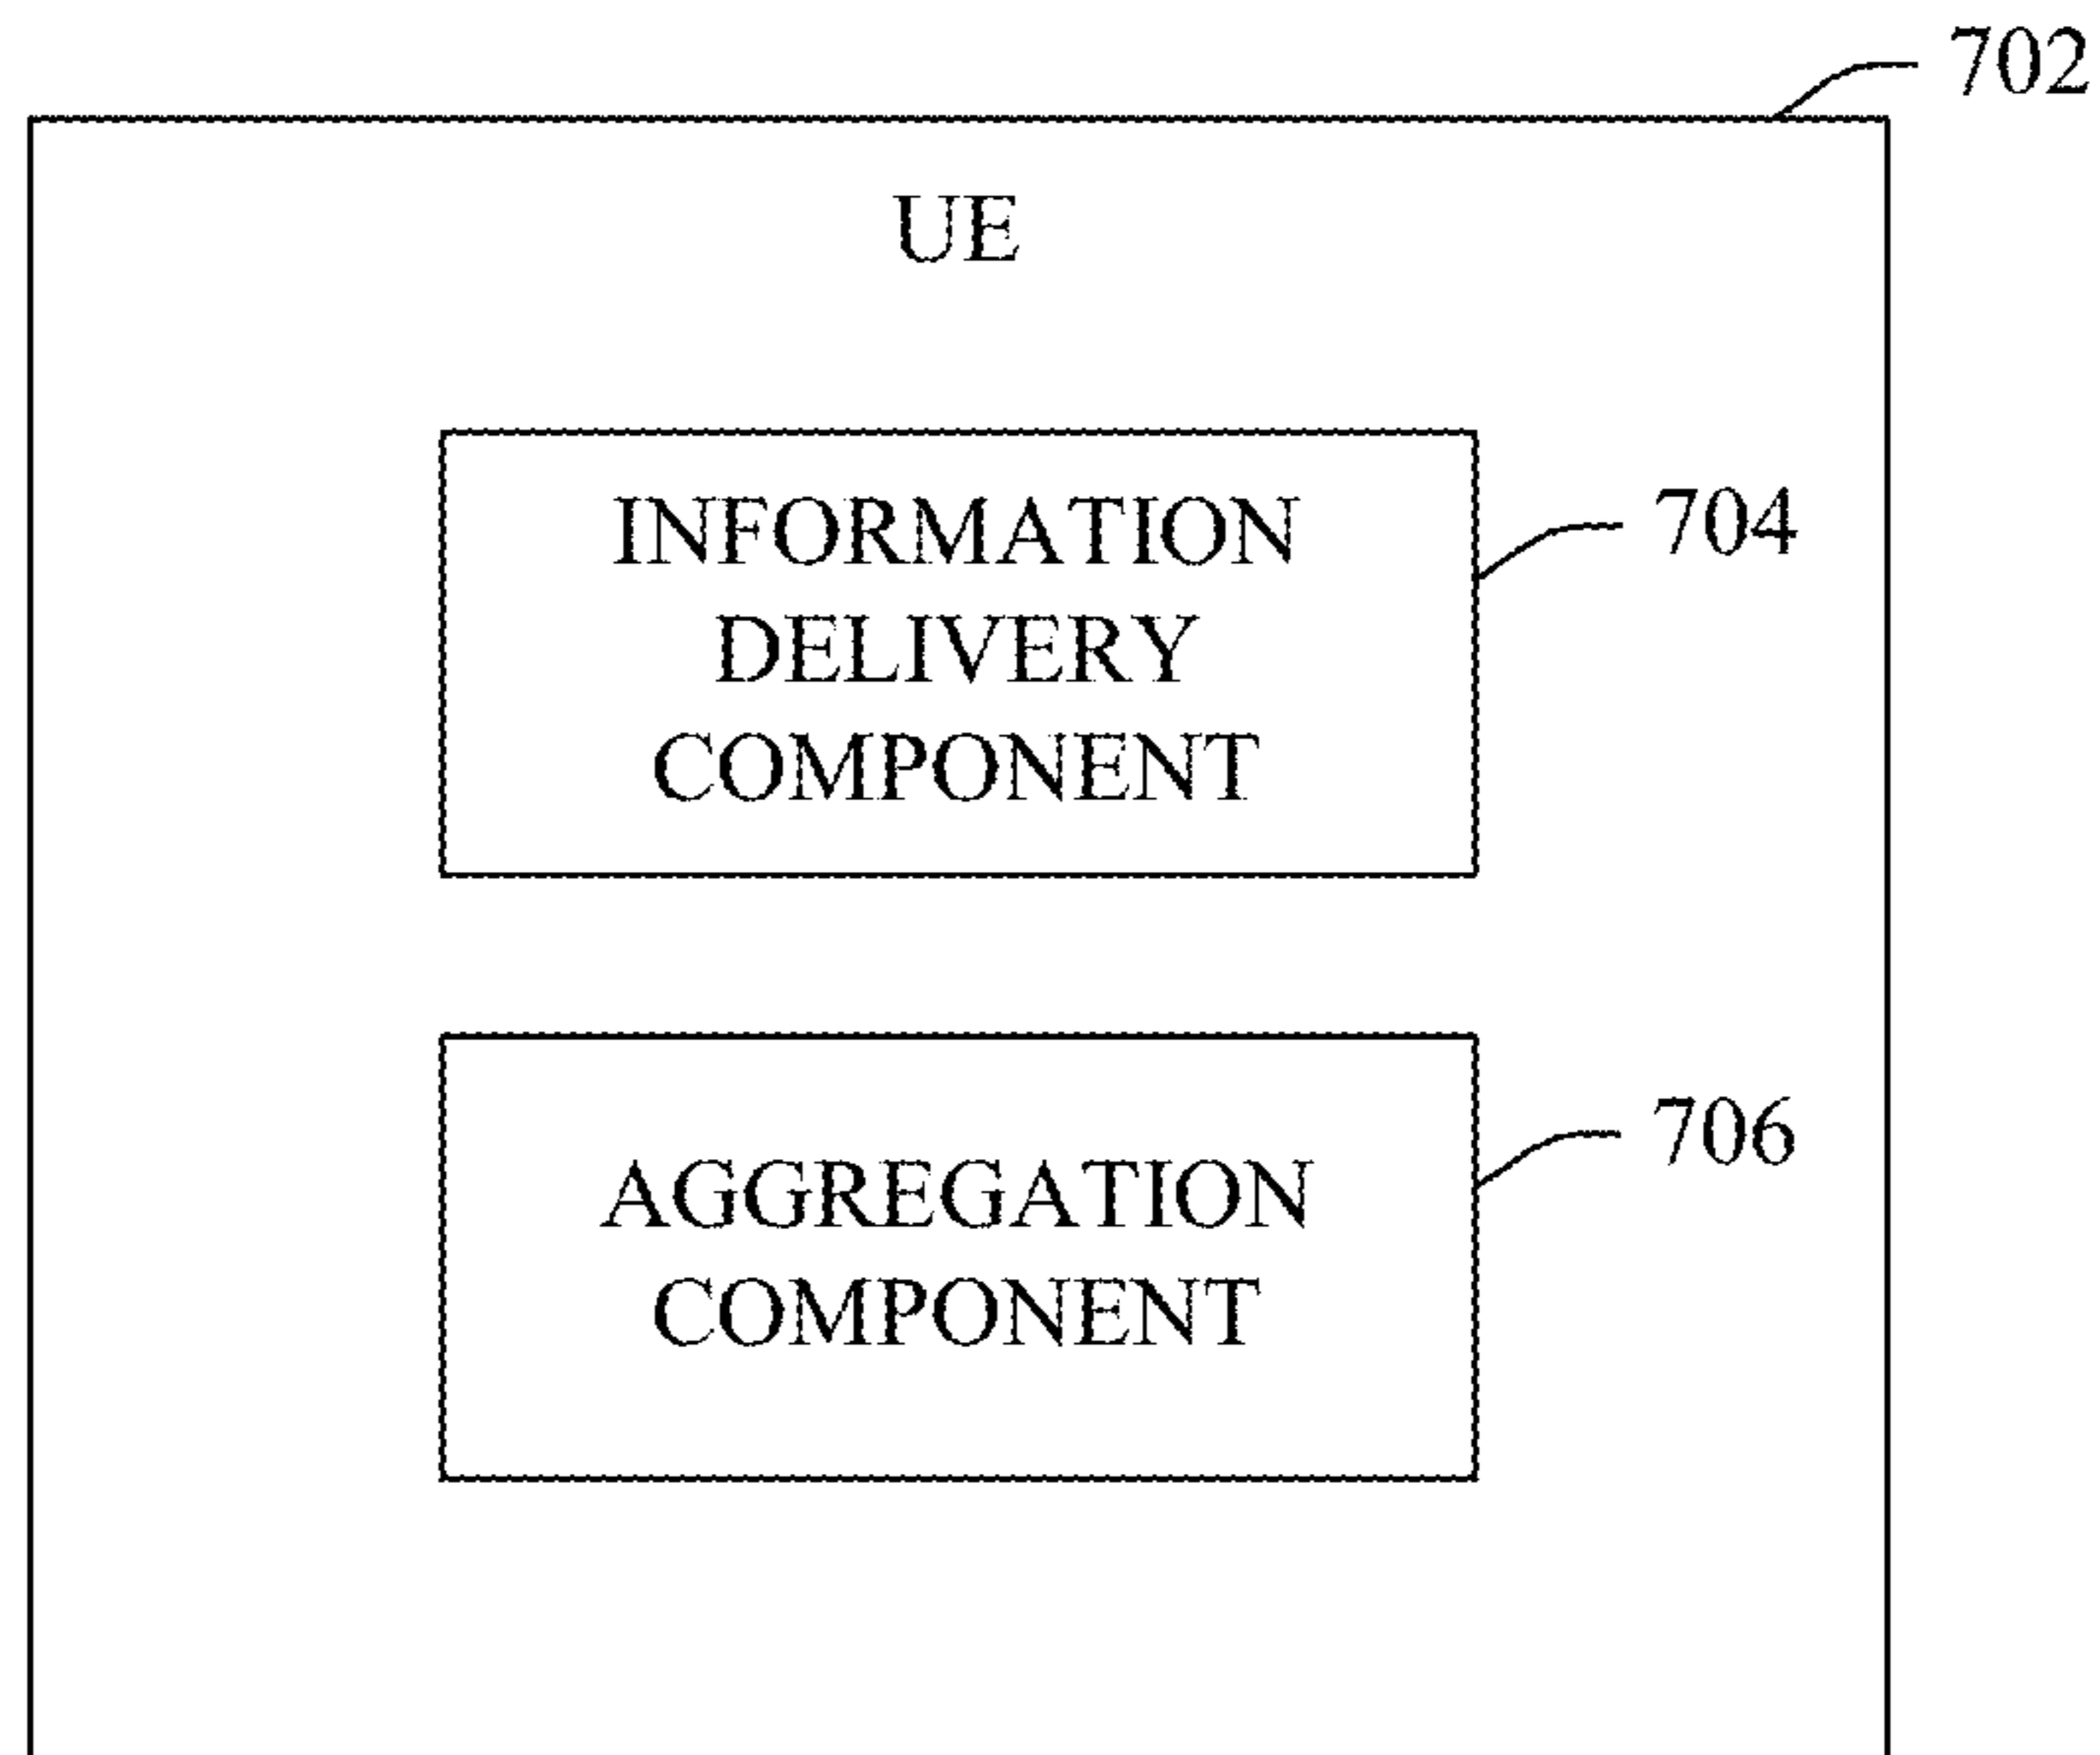 702
UE
INFORMATION
DELIVERY
COMPONENT
704
AGGREGATION
COMPONENT
706